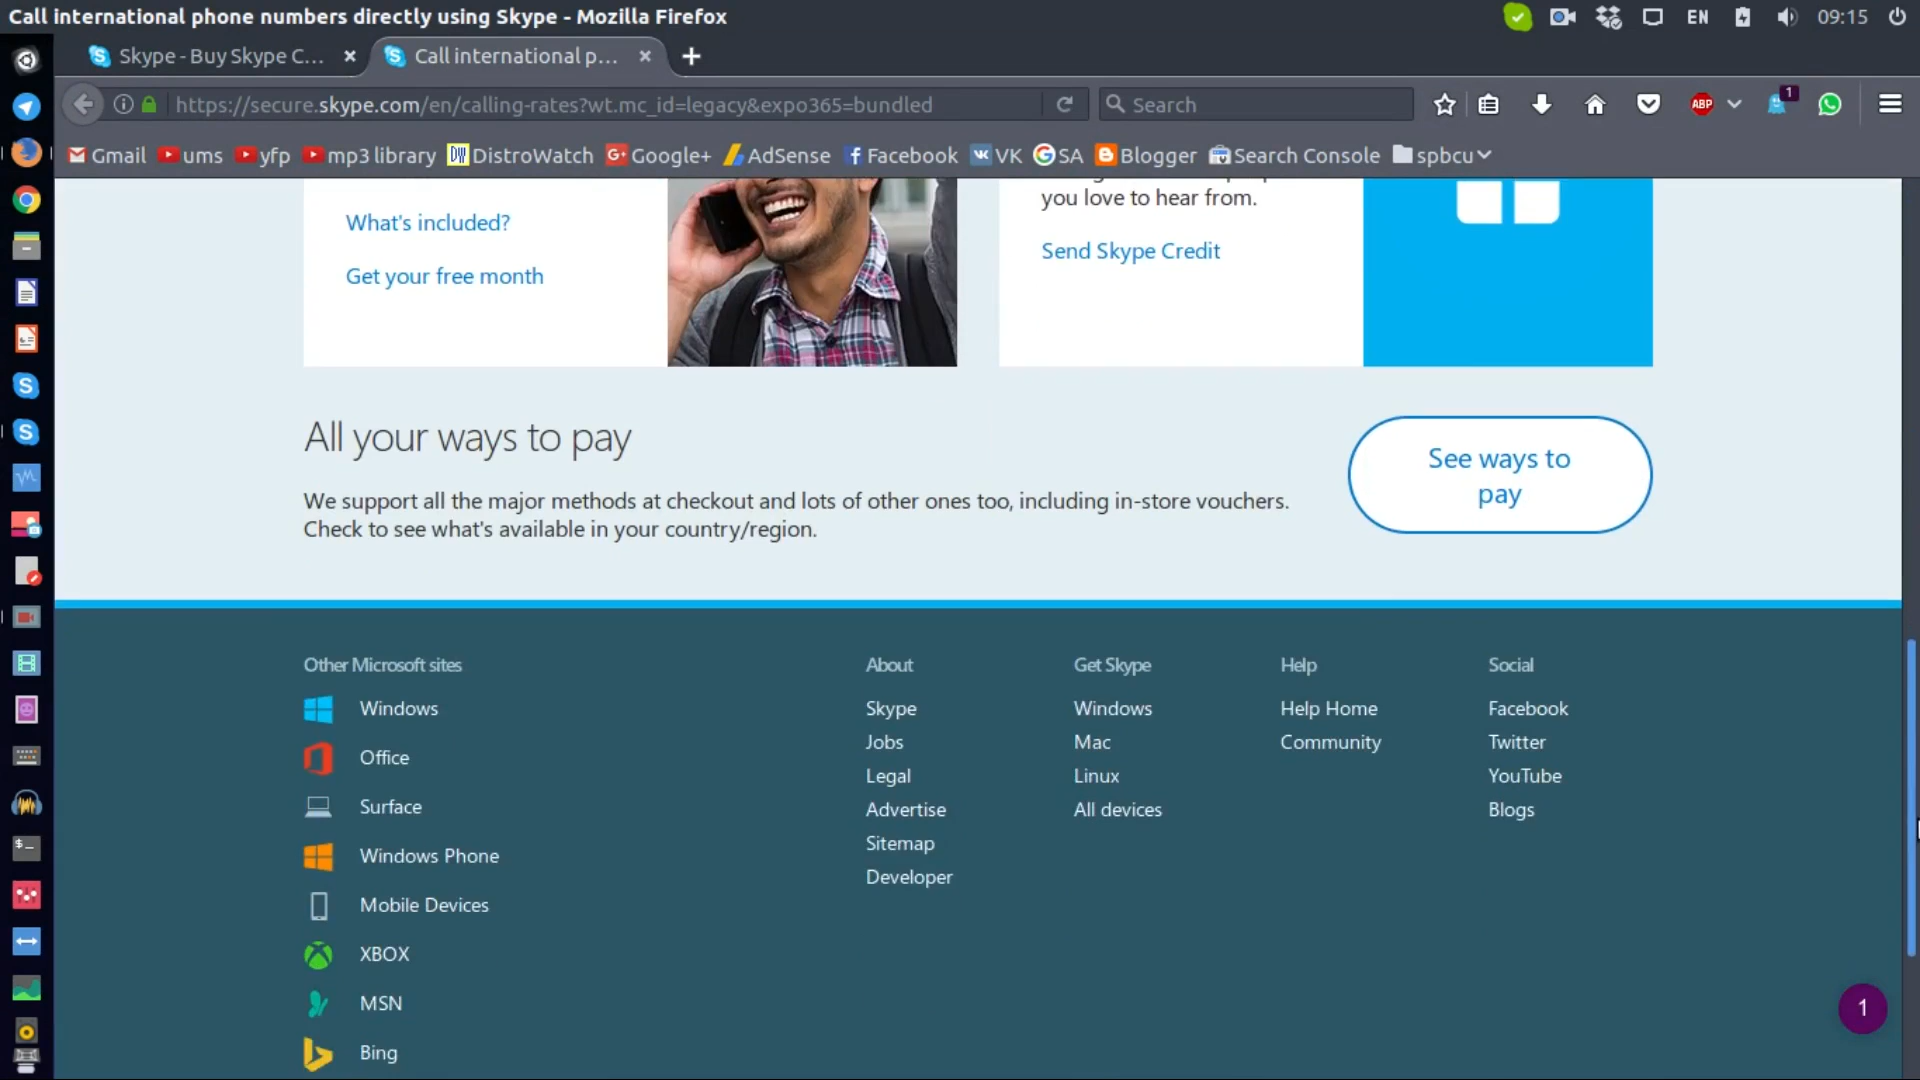 Call international phone numbers directly using Skype - Mozilla Firefox
EN
09:15
Skype - Buy Skype C...
Call international p...
https://secure.skype.com/en/calling-rates?wt.mc_id=legacy&expo365=bundled
Search
ABP
1
Gmail
ums
yfp
mp3 library
DW DistroWatch
G+ Google+
AdSense
Facebook
VK
SA
Blogger
Search Console
spbcu
you love to hear from.
What's included?
Send Skype Credit
Get your free month
All your ways to pay
We support all the major methods at checkout and lots of other ones too, including in-store vouchers.
Check to see what's available in your country/region.
See ways to
pay
Other Microsoft sites
Windows
Office
Surface
Windows Phone
Mobile Devices
XBOX
MSN
Bing
About
Skype
Jobs
Legal
Advertise
Sitemap
Developer
Get Skype
Windows
Mac
Linux
All devices
Help
Help Home
Community
Social
Facebook
Twitter
YouTube
Blogs
1